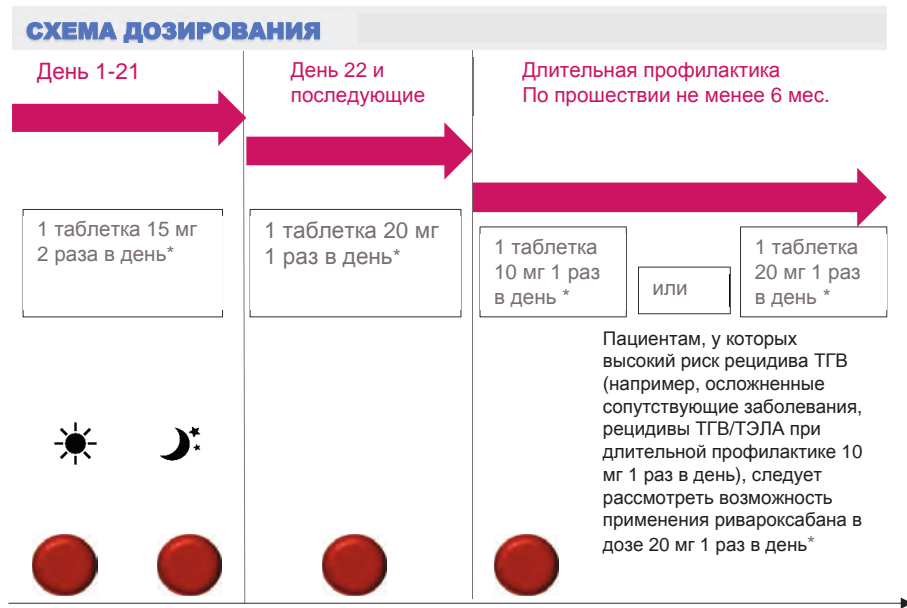 СХЕМА ДОЗИРОВАНИЯ
День 1-21
День 22 и
последующие
Длительная профилактика
По прошествии не менее 6 мес.
1 таблетка 15 мг
2 раза в день*
1 таблетка 20 мг
1 раз в день*
1 таблетка
10 мг 1 раз
в день *
или
1 таблетка
20 мг 1 раз
в день *
Пациентам, у которых
высокий риск рецидива ТГВ
(например, осложненные
сопутствующие заболевания,
рецидивы ТГВ/ТЭЛА при
длительной профилактике 10
мг 1 раз в день), следует
рассмотреть возможность
применения ривароксабана в
дозе 20 мг 1 раз в день*